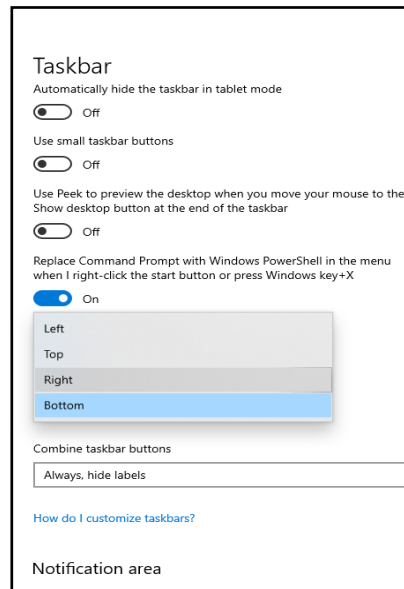 Taskbar
Automatically hide the taskbar in tablet mode
Off
Use small taskbar buttons
Off
Use Peek to preview the desktop when you move your mouse to the
Show desktop button at the end of the taskbar
Off
Replace Command Prompt with Windows PowerShell in the menu
when I right-click the start button or press Windows key+X
On
Left
Top
Right
Bottom
Combine taskbar buttons
Always, hide labels
How do I customize taskbars?
Notification area